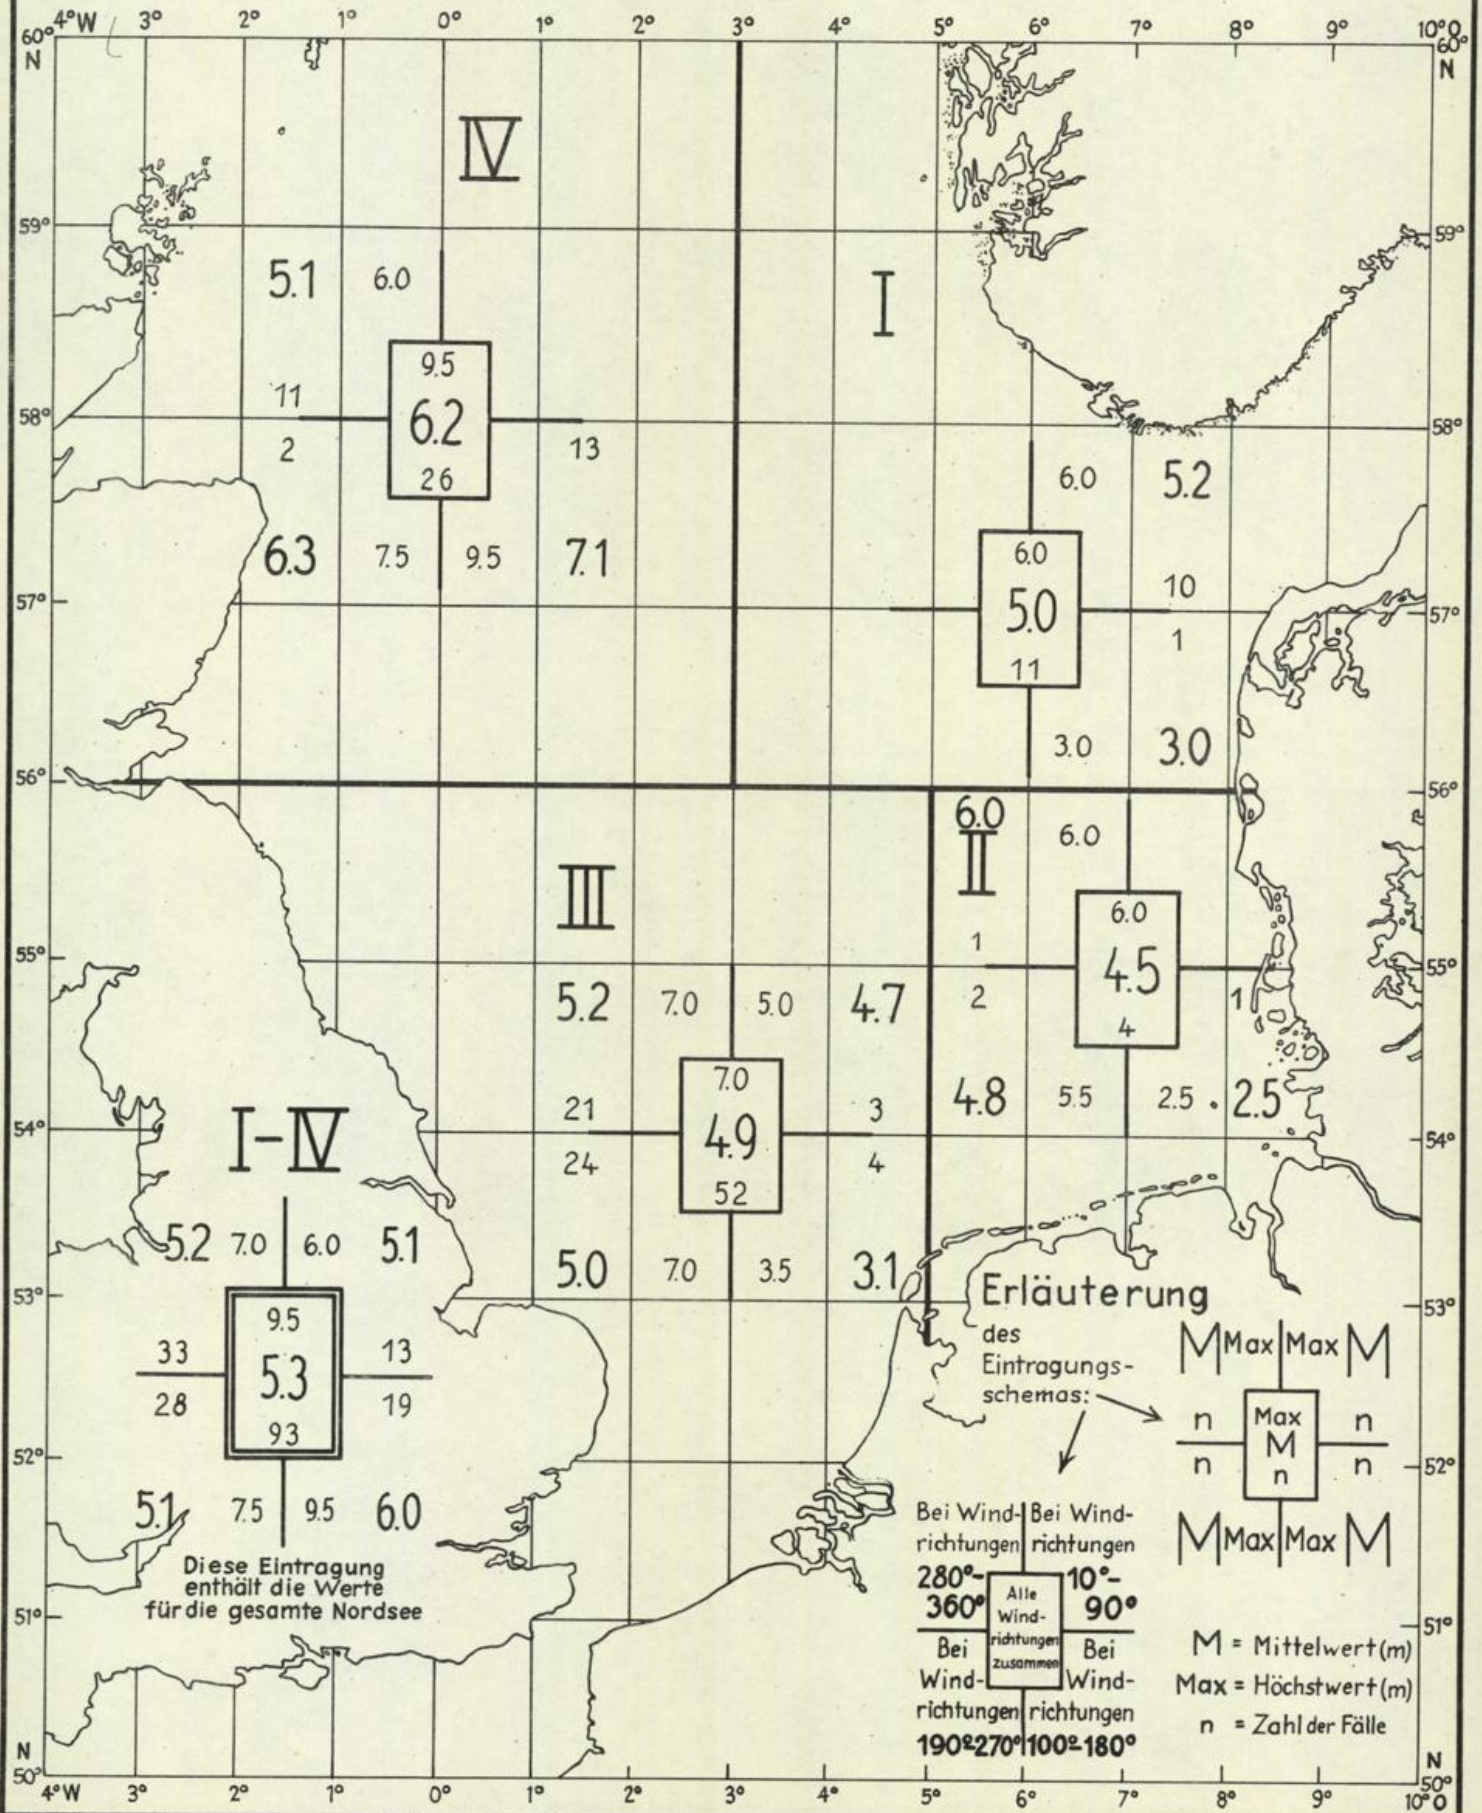 4°W 3° 2° 1° 0° 1° 2° 3° 4° 5° 6° 7° 8° 9° 10°O
60° 60°
N N
IV
59° 59°
5.1 6.0
I
9.5
11
58° 6.2 58°
2 13
26
6.0 5.2
6.3 7.5 9.5 7.1
6.0
10
57° 5.0 57°
1
11
3.0 3.0
56° 56°
6.0 6.0
II
III
6.0
1
55° 4.5 55°
2 1
4
5.2 7.0 5.0 4.7
7.0
4.8 5.5 2.5 2.5
21 3
54° 4.9 54°
24 4
52
I–IV
5.2 7.0 6.0 5.1
5.0 7.0 3.5 3.1
53° 53°
9.5
33 13
5.3
28 19
93
52° 52°
5.1 7.5 9.5 6.0
Diese Eintragung
enthält die Werte
für die gesamte Nordsee
51° 51°
Erläuterung
des
Eintragungs-
schemas:
M Max Max M
n Max n
M
n n n
M Max Max M
Bei Wind- Bei Wind-
richtungen richtungen
280°- 10°-
360° 90°
Alle
Wind-
richtungen
zusammen
Bei Bei
Wind- Wind-
richtungen richtungen
190°-270° 100°-180°
M = Mittelwert (m)
Max = Höchstwert (m)
n = Zahl der Fälle
N N
50° 50°
4°W 3° 2° 1° 0° 1° 2° 3° 4° 5° 6° 7° 8° 9° 10°O